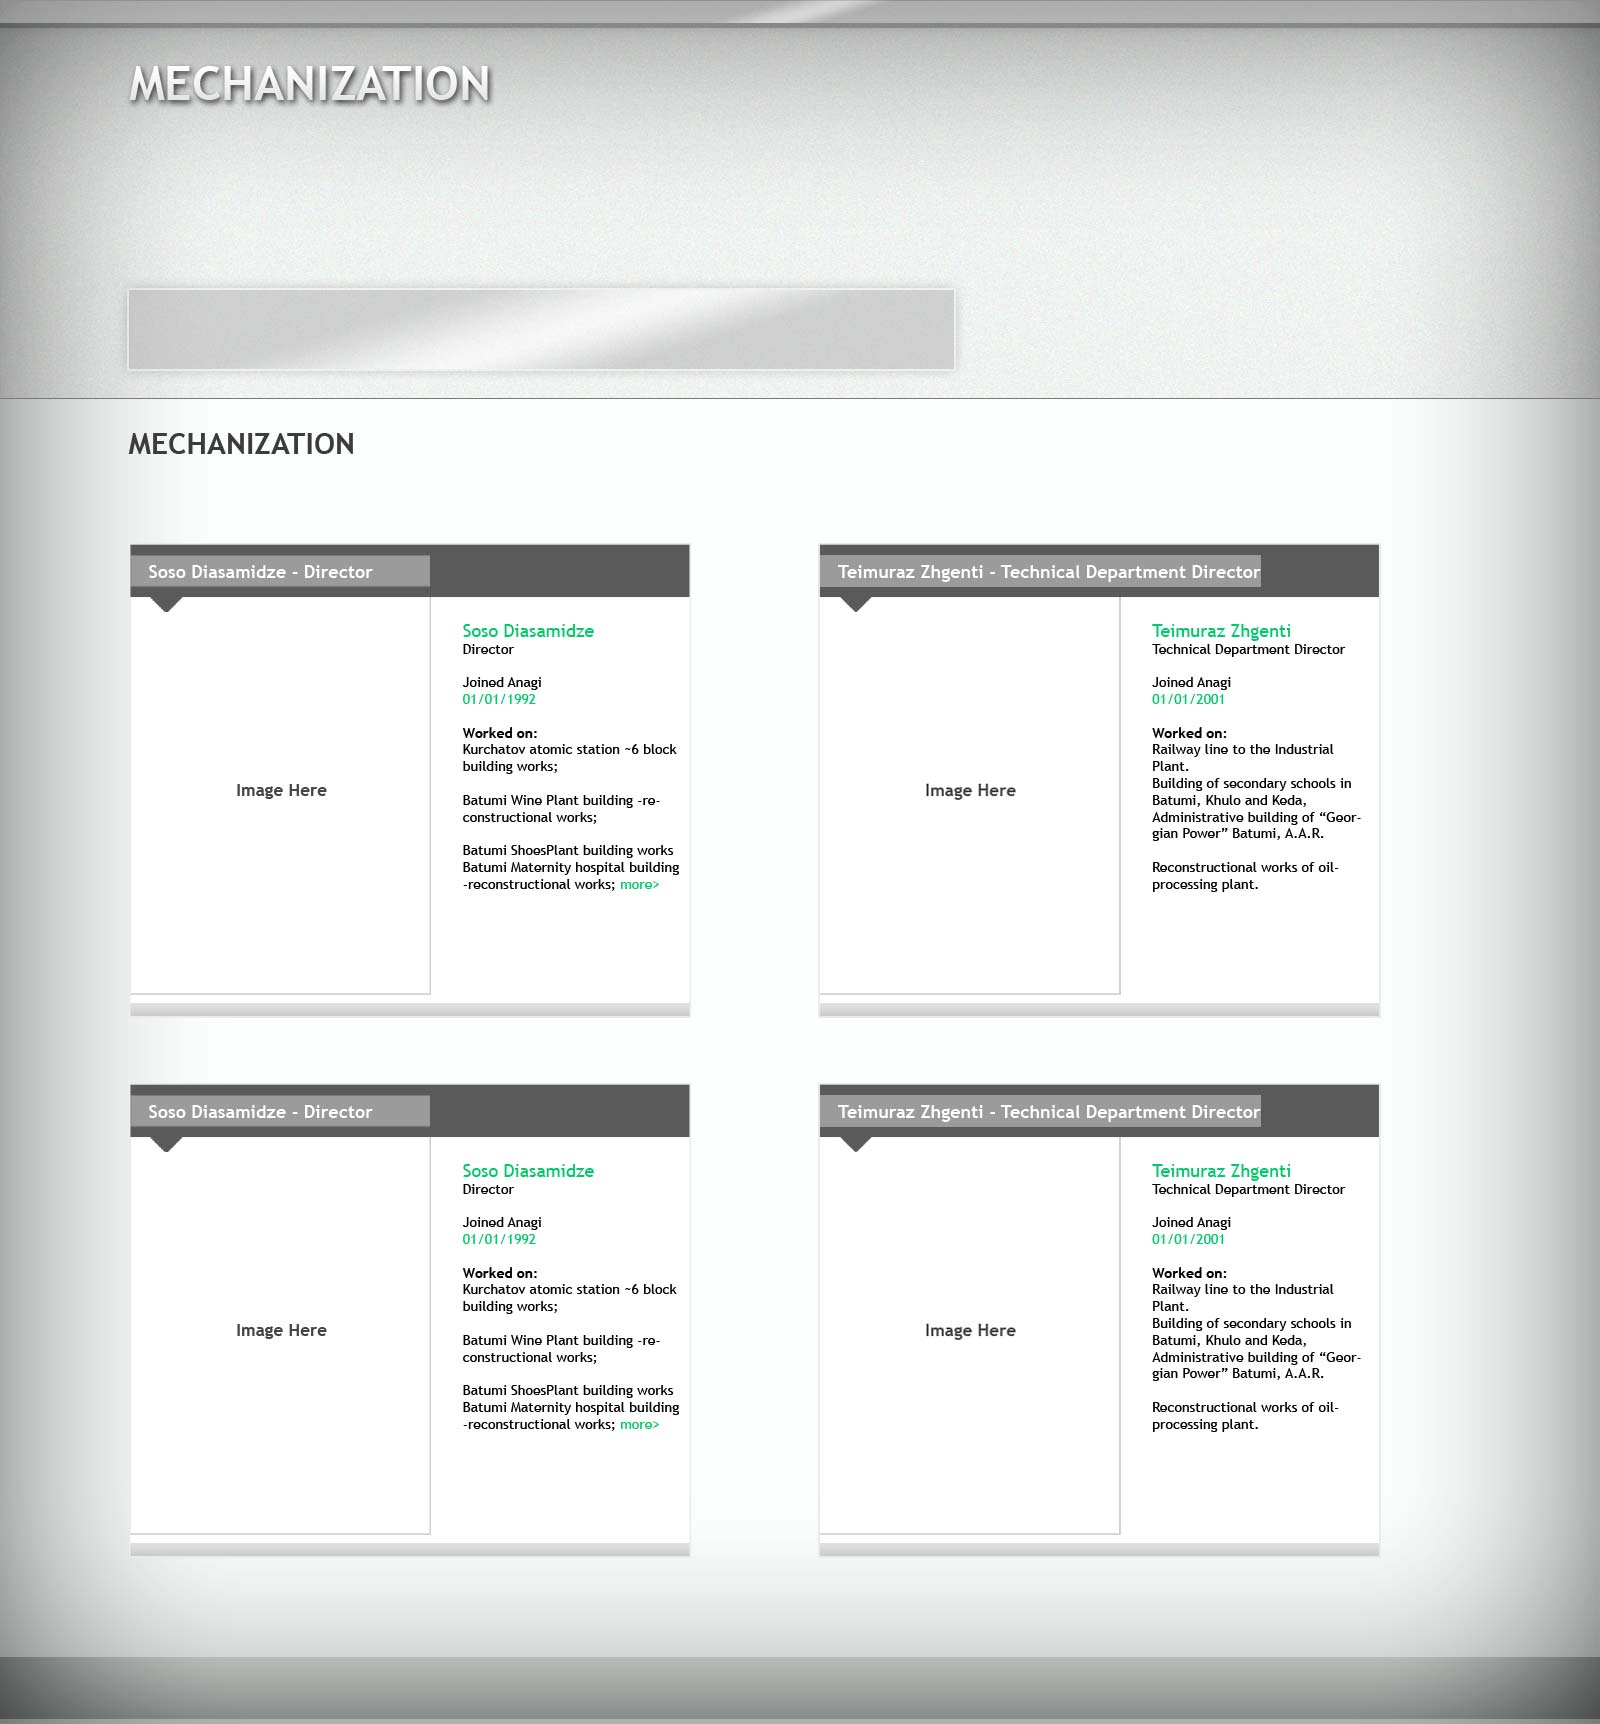 MECHANIZATION
MECHANIZATION
Soso Diasamidze - Director
Soso Diasamidze
Director
Joined Anagi
01/01/1992
Worked on:
Kurchatov atomic station ~6 block
building works;
Batumi Wine Plant building -re-
constructional works;
Batumi ShoesPlant building works
Batumi Maternity hospital building
-reconstructional works; more>
Image Here
Teimuraz Zhgenti - Technical Department Director
Teimuraz Zhgenti
Technical Department Director
Joined Anagi
01/01/2001
Worked on:
Railway line to the Industrial
Plant.
Building of secondary schools in
Batumi, Khulo and Keda,
Administrative building of “Geor-
gian Power” Batumi, A.A.R.
Reconstructional works of oil-
processing plant.
Image Here
Soso Diasamidze - Director
Soso Diasamidze
Director
Joined Anagi
01/01/1992
Worked on:
Kurchatov atomic station ~6 block
building works;
Batumi Wine Plant building -re-
constructional works;
Batumi ShoesPlant building works
Batumi Maternity hospital building
-reconstructional works; more>
Image Here
Teimuraz Zhgenti - Technical Department Director
Teimuraz Zhgenti
Technical Department Director
Joined Anagi
01/01/2001
Worked on:
Railway line to the Industrial
Plant.
Building of secondary schools in
Batumi, Khulo and Keda,
Administrative building of “Geor-
gian Power” Batumi, A.A.R.
Reconstructional works of oil-
processing plant.
Image Here